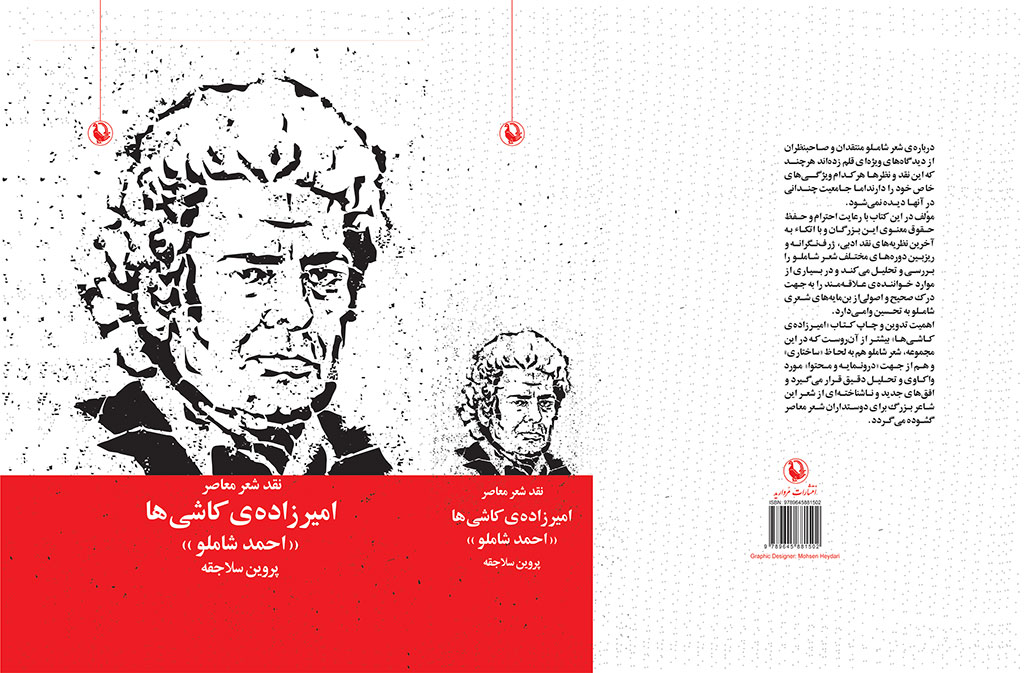 نقد شعر معاصر
امیرزاده‌ی کاشی‌ها
((احمد شاملو))
پروین سلاجقه
نقد شعر معاصر
امیرزاده‌ی کاشی‌ها
((احمد شاملو))
پروین سلاجقه
درباره‌ی شعر شاملو منتقدان و صاحبنظران
از دیدگاه‌های ویژه‌ای قلم زده‌اند هرچند
که این نقد و نظرها هرکدام ویژگی‌های
خاص خود را دارند اما جامعیت چندانی
در آنها دیده نمی‌شود.
مؤلف در این کتاب با رعایت احترام و حفظ
حقوق معنوی این بزرگان و با اتکاء به
آخرین نظریه‌های نقد ادبی، ژرف‌نگرانه و
ریزبین دوره‌های مختلف شعر شاملو را
بررسی و تحلیل می‌کند و در بسیاری از
موارد خواننده‌ی علاقه‌مند را به جهت
درک صحیح و اصولی از بن‌مایه‌های شعری
شاملو به تحسین وامی‌دارد.
اهمیت تدوین و چاپ کتاب «امیرزاده‌ی
کاشی‌ها» بیشتر از آن‌روست که در این
مجموعه، شعر شاملو هم به لحاظ «ساختاری»
و هم از جهت «درونمایه و محتوا» مورد
واکاوی و تحلیل دقیق قرار می‌گیرد و
افق‌های جدید و ناشناخته‌ای از شعر این
شاعر بزرگ برای دوستداران شعر معاصر
گشوده می‌گردد.
انتشارات مروارید
ISBN 9789645881502
9 789645 881502
Graphic Designer: Mohsen Heydari